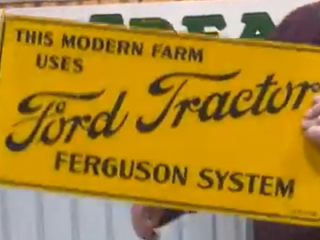 THIS MODERN FARM
USES
Ford Tractor
FERGUSON SYSTEM